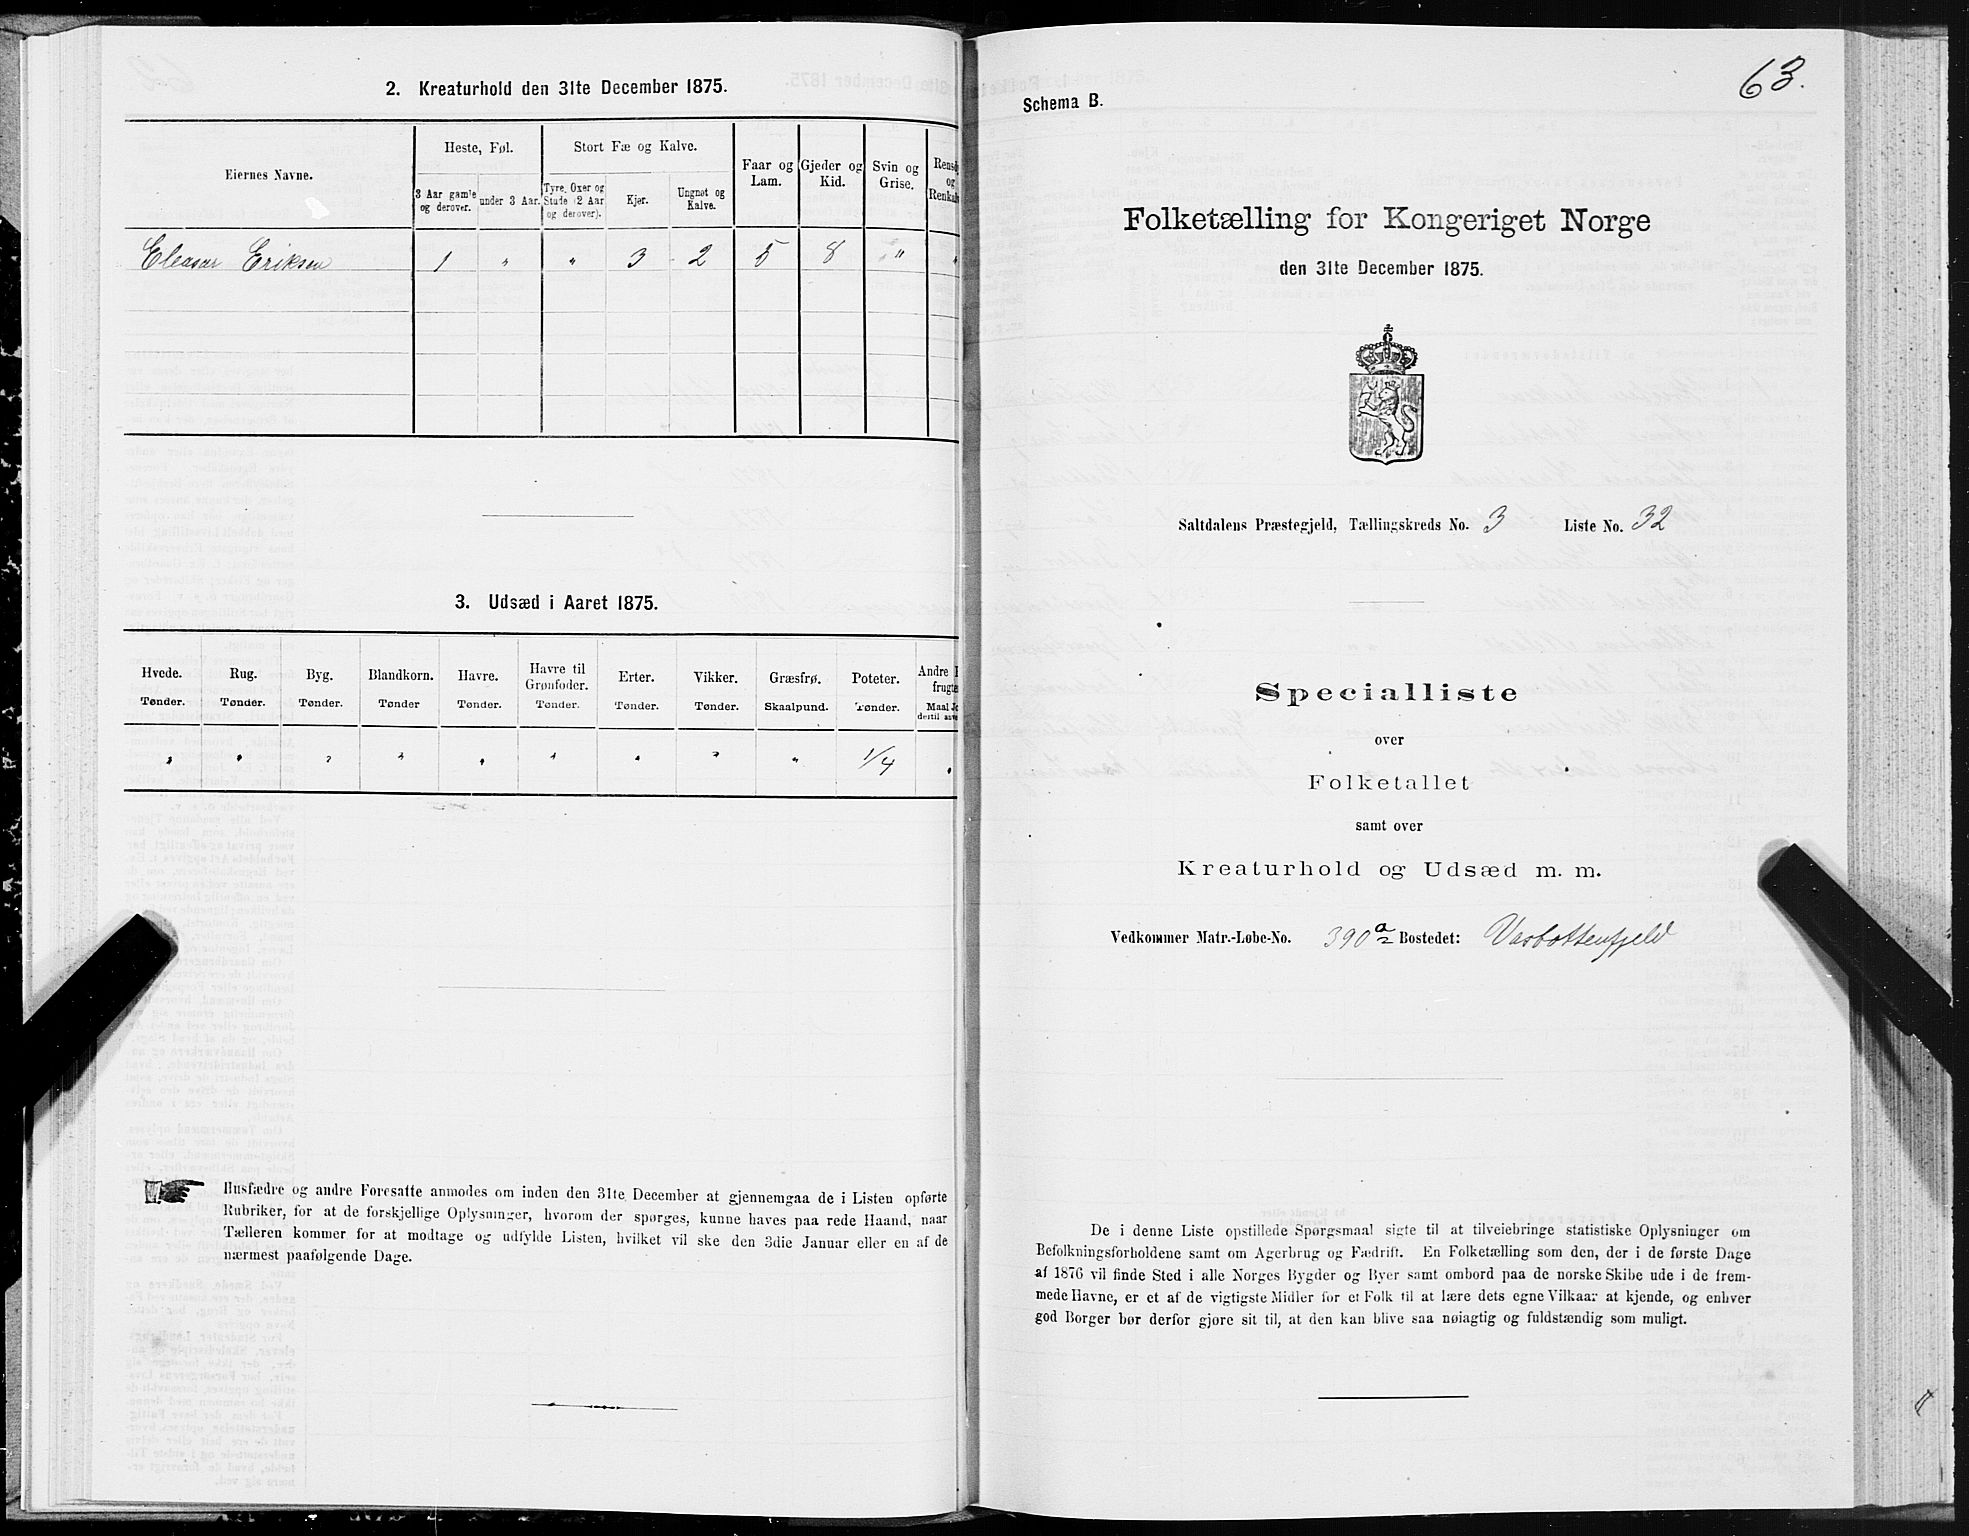 2. Kreaturhold den 31te December 1875.
Eiernes Navne.
Heste, Føl.
Stort Fæ og Kalve.
Faar og Lam.
Gjeder og Kid.
Svin og Grise.
3 Aar gamle og derover.
under 3 Aar.
Tyre, Oxer og Stude (2 Aar og derover).
Kjør.
Ungnøt og Kalve.
Eleasar Eriksen 1 " " 3 2 5 8 " "
3. Udsæd i Aaret 1875.
Hvede. Rug. Byg. Blandkorn. Havre. Havre til Grønfoder. Erter. Vikker. Græsfrø. Poteter.
Tønder. Tønder. Tønder. Tønder Tønder. Tønder. Tønder. Tønder. Skaalpund. Tønder.
" " " " " " " " " 1/4 "
Husfædre og andre Foresatte anmodes om inden den 31te December at gjennemgaa de i Listen opførte
Rubriker, for at de forskjellige Oplysninger, hvorom der spørges, kunne haves paa rede Haand, naar
Tælleren kommer for at modtage og udfylde Listen, hvilket vil ske den 3die Januar eller en af de
nærmest paafølgende Dage.
63.
Schema B.
Folketælling for Kongeriget Norge
den 31te December 1875.
Saltdalens Præstegjeld, Tællingskreds No. 3 Liste No. 32
Specialliste
over
Folketallet
samt over
Kreaturhold og Udsæd m. m.
Vedkommer Matr.-Løbe-No. 390a Bostedet: Vasbottenfjeld
De i denne Liste opstillede Spørgsmaal sigte til at tilveiebringe statistiske Oplysninger om
Befolkningsforholdene samt om Agerbrug og Fædrift. En Folketælling som den, der i de første Dage
af 1876 vil finde Sted i alle Norges Bygder og Byer samt ombord paa de norske Skibe ude i de frem-
mede Havne, er et af de vigtigste Midler for et Folk til at lære dets egne Vilkaar at kjende, og enhver
god Borger bør derfor gjøre sit til, at den kan blive saa nøiagtig og fuldstændig som muligt.